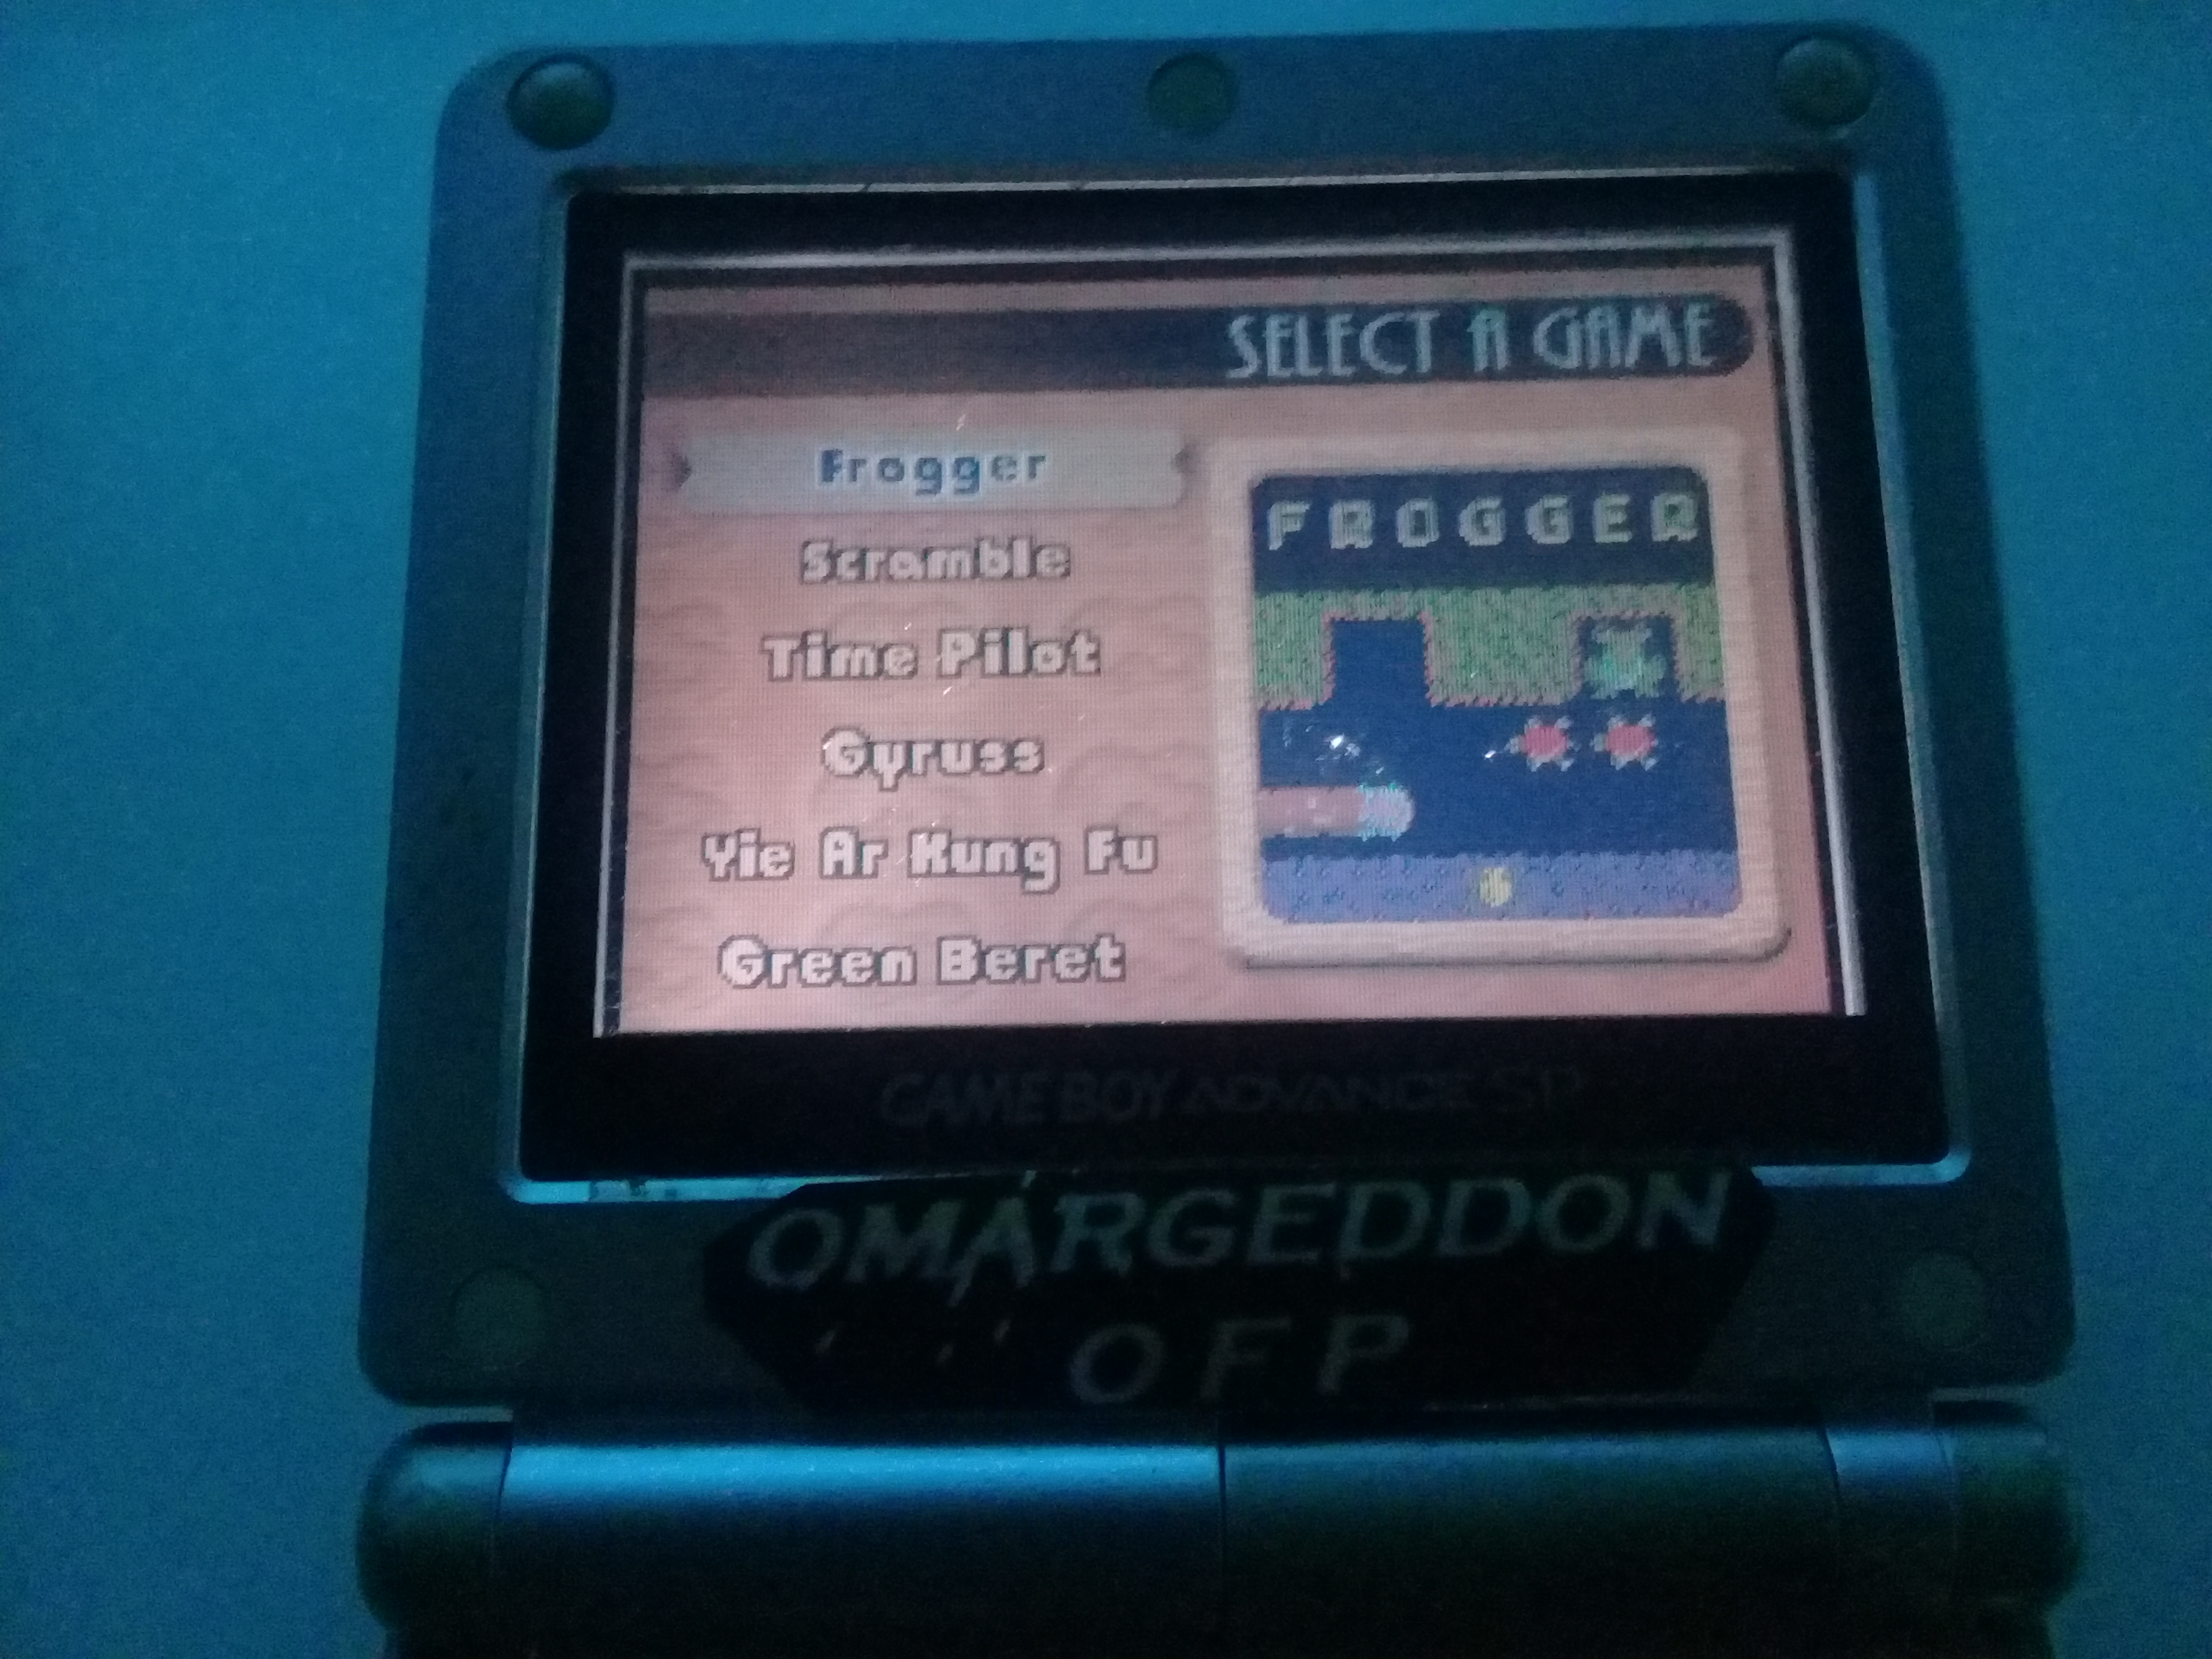 SELECT A GAME
Frogger
Scramble
Time Pilot
Gyruss
Yie Ar Kung Fu
Green Beret
FROGGER
GAME BOY ADVANCE SP
OMARGEDDON
OFP